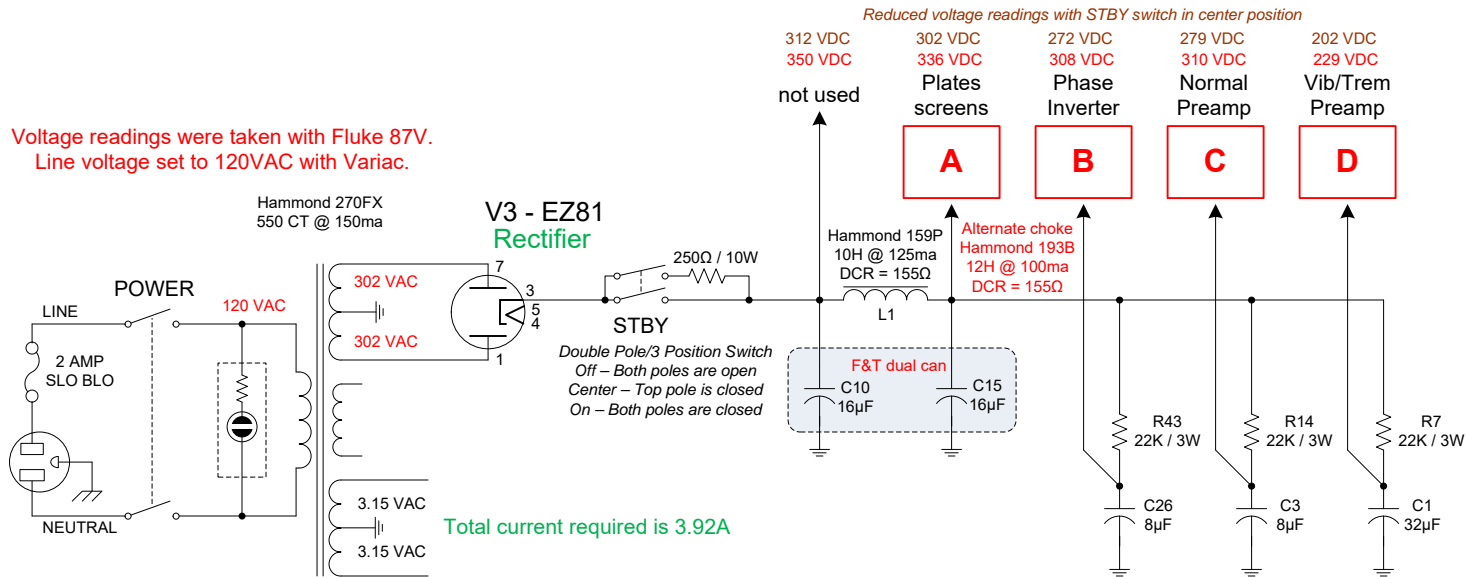 Reduced voltage readings with STBY switch in center position
312 VDC
350 VDC
not used
302 VDC
336 VDC
Plates
screens
A
272 VDC
308 VDC
Phase
Inverter
B
279 VDC
310 VDC
Normal
Preamp
C
202 VDC
229 VDC
Vib/Trem
Preamp
D
Voltage readings were taken with Fluke 87V.
Line voltage set to 120VAC with Variac.
Hammond 270FX
550 CT @ 150ma
V3 - EZ81
Rectifier
7
3
5
4
1
302 VAC
302 VAC
250Ω / 10W
STBY
Double Pole/3 Position Switch
Off – Both poles are open
Center – Top pole is closed
On – Both poles are closed
Hammond 159P
10H @ 125ma
DCR = 155Ω
L1
Alternate choke
Hammond 193B
12H @ 100ma
DCR = 155Ω
F&T dual can
C10
16µF
C15
16µF
POWER
LINE
120 VAC
2 AMP
SLO BLO
NEUTRAL
3.15 VAC
3.15 VAC
Total current required is 3.92A
R43
22K / 3W
R14
22K / 3W
R7
22K / 3W
C26
8µF
C3
8µF
C1
32µF